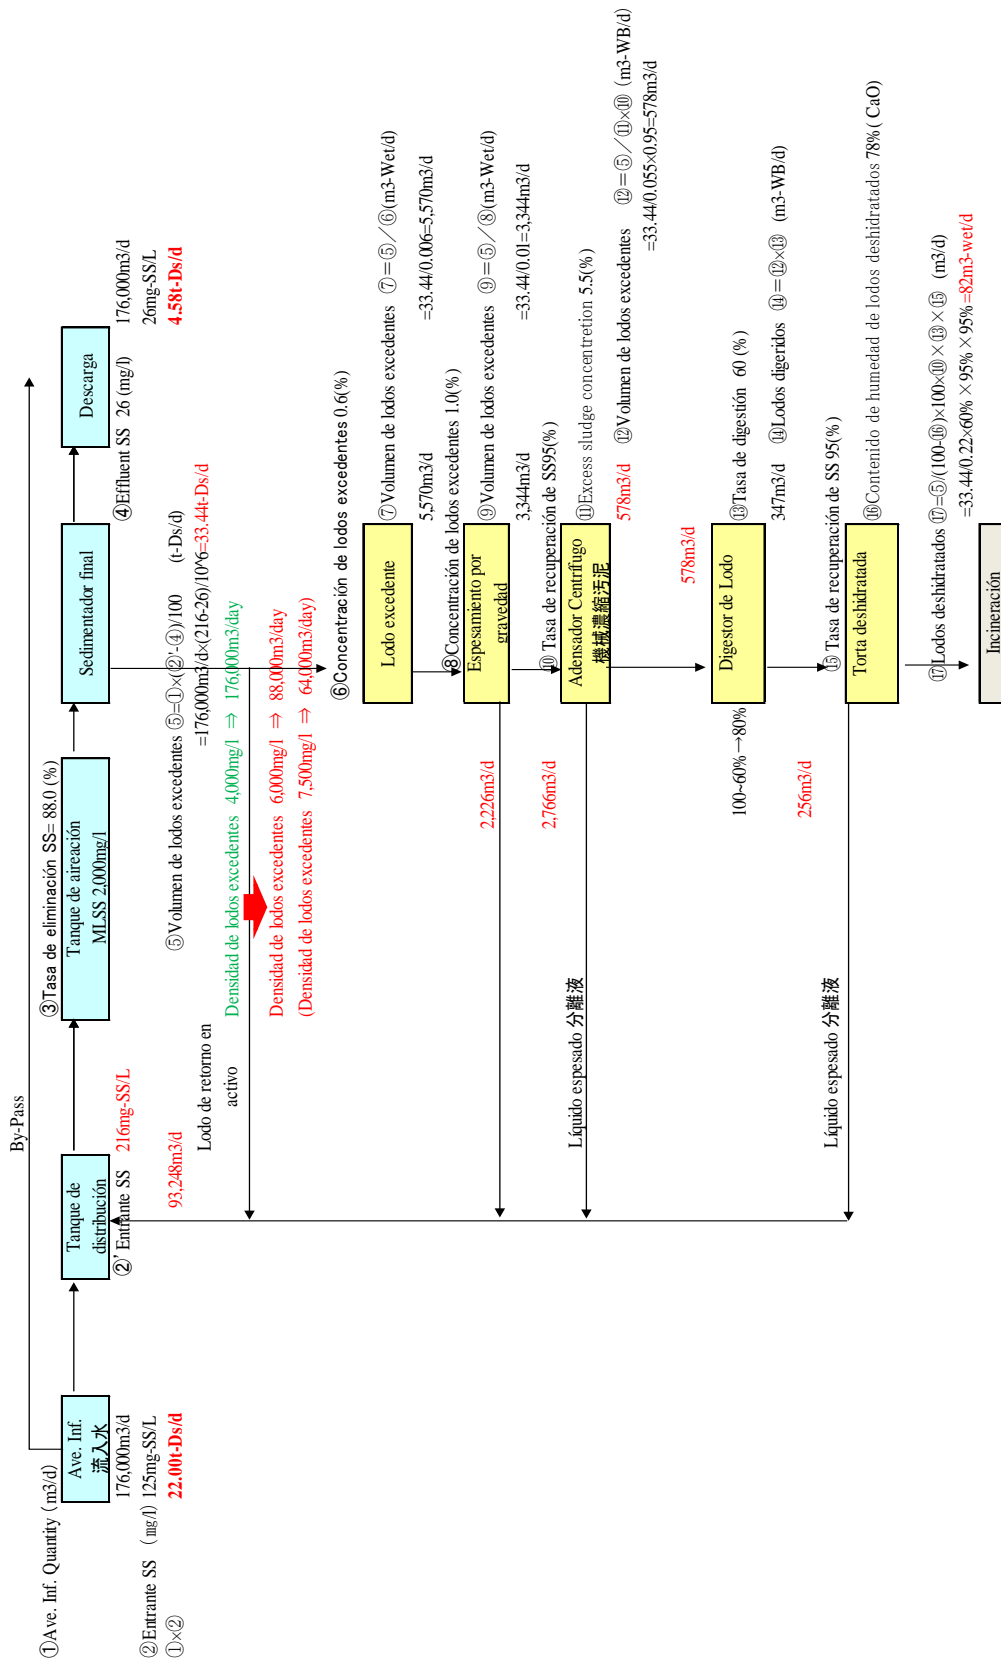 By-Pass
①Ave. Inf. Quantity (m3/d)
Ave. Inf.
流入水
176,000m3/d
②Entrante SS (mg/l) 125mg-SS/L
①×②
22.00t-Ds/d
Tanque de
distribución
②' Entrante SS
216mg-SS/L
93,248m3/d
③Tasa de eliminación SS= 88.0 (%)
Tanque de aireación
MLSS 2,000mg/l
Sedimentador final
④Effluent SS 26 (mg/l)
Descarga
176,000m3/d
26mg-SS/L
4.58t-Ds/d
⑤Volumen de lodos excedentes ⑤=①×(②'-④)/100 (t-Ds/d)
=176,000m3/d×(216-26)/10^6=33.44t-Ds/d
Lodo de retorno en
activo
Densidad de lodos excedentes 4,000mg/l ⇒ 176,000m3/day
Densidad de lodos excedentes 6,000mg/l ⇒ 88,000m3/day
(Densidad de lodos excedentes 7,500mg/l ⇒ 64,000m3/day)
⑥Concentración de lodos excedentes 0.6(%)
Lodo excedente
⑦Volumen de lodos excedentes ⑦=⑤／⑥(m3-Wet/d)
5,570m3/d
=33.44/0.006=5,570m3/d
⑧Concentración de lodos excedentes 1.0(%)
Espesamiento por
gravedad
⑨Volumen de lodos excedentes ⑨=⑤／⑧(m3-Wet/d)
3,344m3/d
=33.44/0.01=3,344m3/d
2,226m3/d
⑩ Tasa de recuperación de SS95(%)
Adensador Centrífugo
機械濃縮汚泥
⑪Excess sludge concentretion 5.5(%)
2,766m3/d
578m3/d
⑫Volumen de lodos excedentes ⑫=⑤／⑪×⑩ (m3-WB/d)
=33.44/0.055×0.95=578m3/d
Líquido espesado 分離液
578m3/d
Digestor de Lodo
⑬Tasa de digestión 60 (%)
100~60%→80%
347m3/d
⑭Lodos digeridos ⑭=⑫×⑬ (m3-WB/d)
256m3/d
⑮ Tasa de recuperación de SS 95(%)
Torta deshidratada
⑯Contenido de humedad de lodos deshidratados 78% ( CaO)
Líquido espesado 分離液
⑰Lodos deshidratados ⑰=⑤/(100-⑯)×100×⑩×⑬×⑮ (m3/d)
=33.44/0.22×60%×95%×95%=82m3-wet/d
Incineración